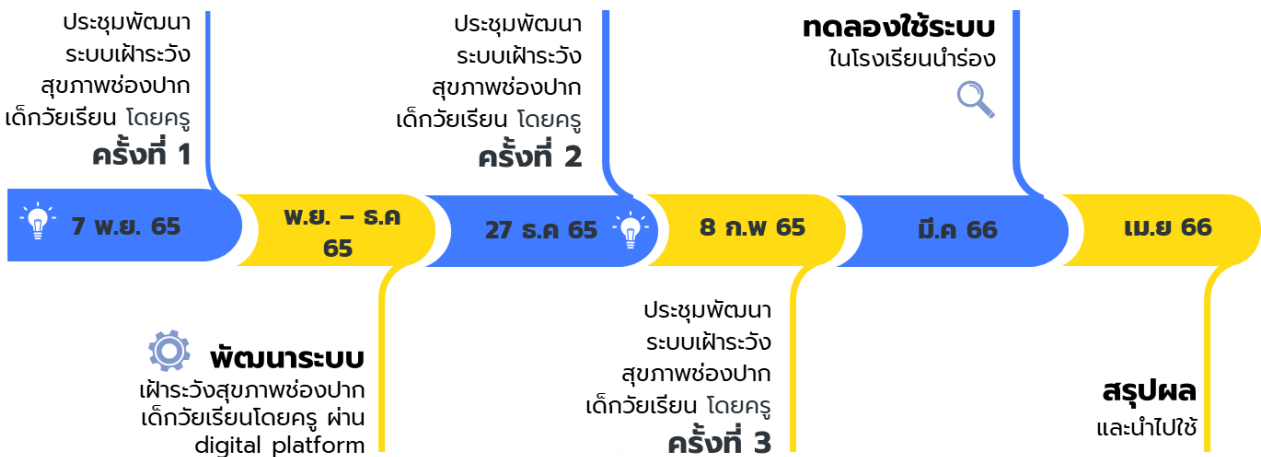 ประชุมพัฒนา
ระบบเฝ้าระวัง
สุขภาพช่องปาก
เด็กวัยเรียน โดยครู
ครั้งที่ 1
ประชุมพัฒนา
ระบบเฝ้าระวัง
สุขภาพช่องปาก
เด็กวัยเรียน โดยครู
ครั้งที่ 2
ทดลองใช้ระบบ
ในโรงเรียนนำร่อง
7 พ.ย. 65
พ.ย. – ธ.ค
65
27 ธ.ค 65
8 ก.พ 65
มี.ค 66
เม.ย 66
พัฒนาระบบ
เฝ้าระวังสุขภาพช่องปาก
เด็กวัยเรียนโดยครู ผ่าน
digital platform
ประชุมพัฒนา
ระบบเฝ้าระวัง
สุขภาพช่องปาก
เด็กวัยเรียน โดยครู
ครั้งที่ 3
สรุปผล
และนำไปใช้